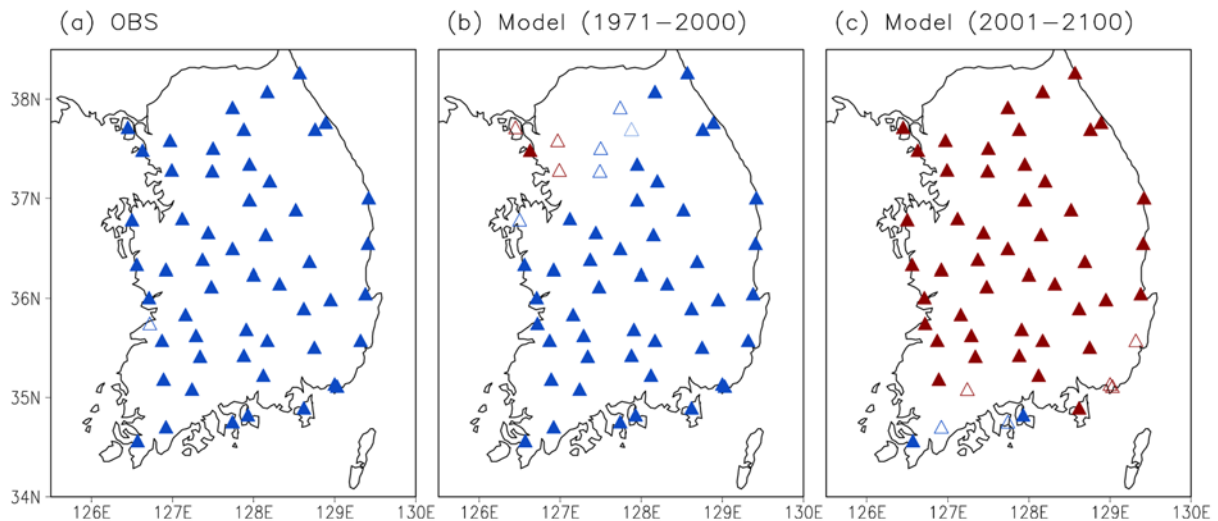 (a) OBS (b) Model (1971−2000) (c) Model (2001−2100)
38N
37N
36N
35N
34N
126E 127E 128E 129E 130E 126E 127E 128E 129E 130E 126E 127E 128E 129E 130E